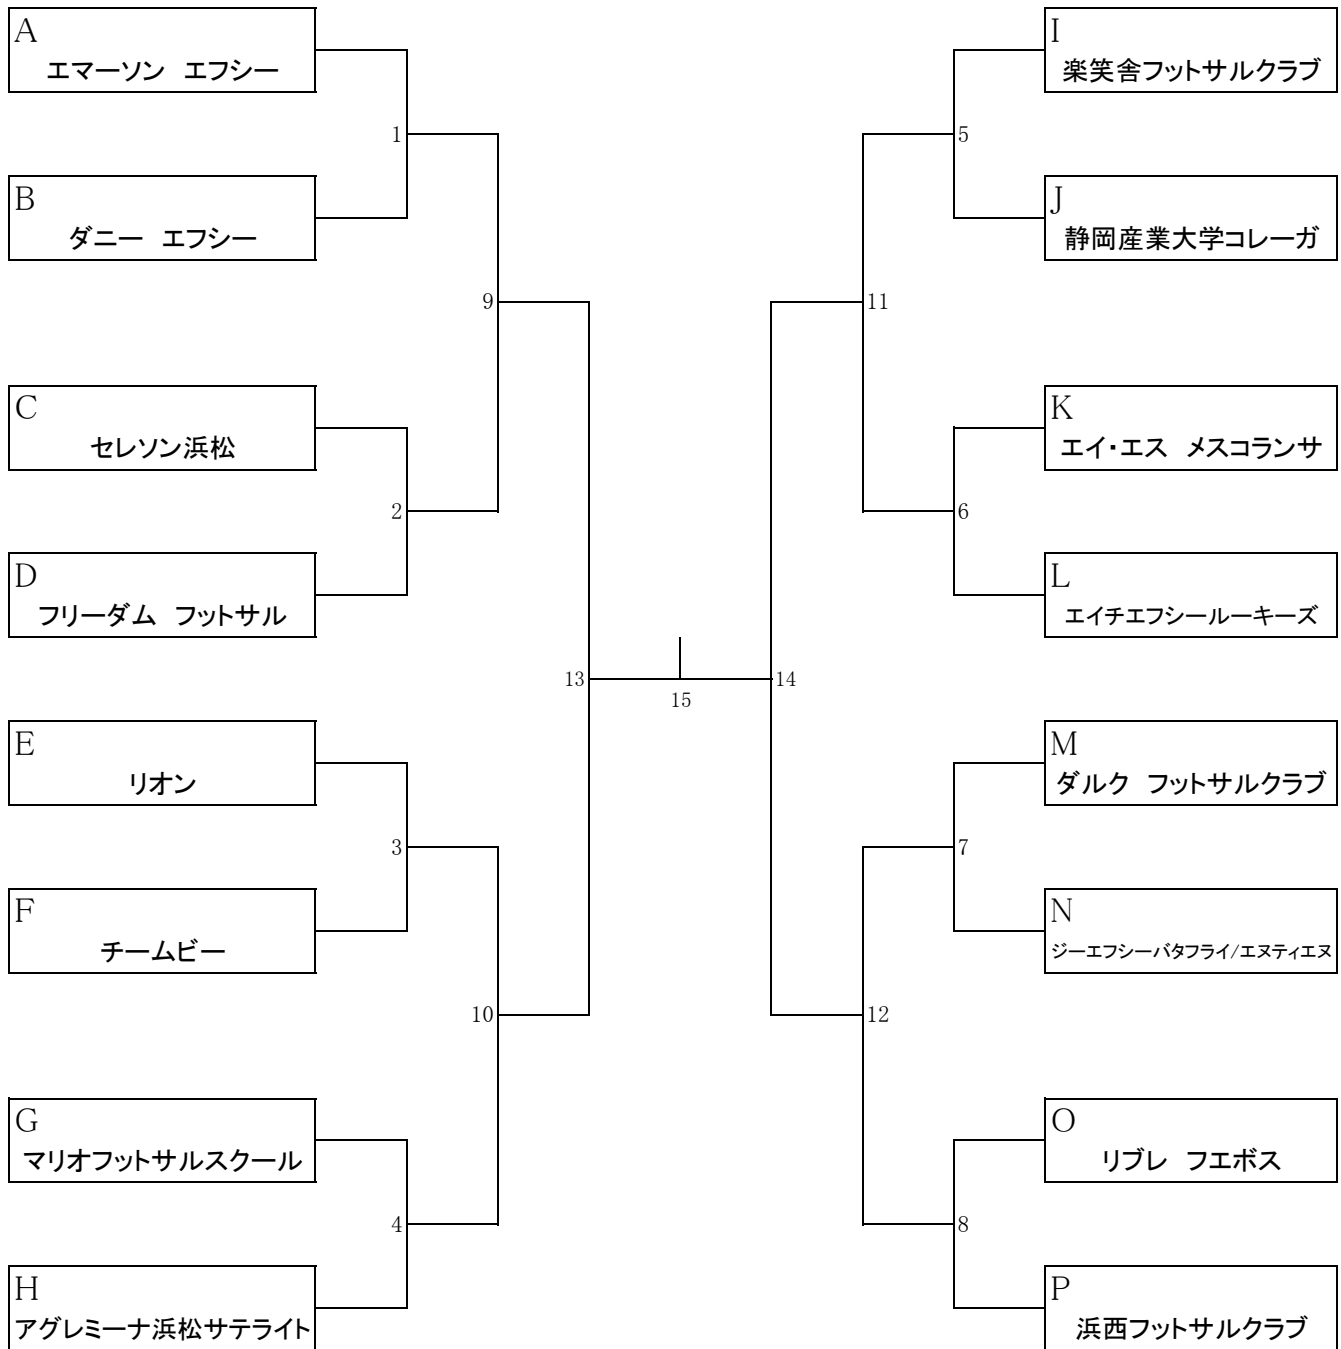 A
エマーソン　エフシー
1
B
ダニー　エフシー
9
C
セレソン浜松
2
D
フリーダム　フットサル
13
E
リオン
3
F
チームビー
10
G
マリオフットサルスクール
4
H
アグレミーナ浜松サテライト
15
I
楽笑舎フットサルクラブ
5
J
静岡産業大学コレーガ
11
K
エイ・エス　メスコランサ
6
L
エイチエフシールーキーズ
14
M
ダルク　フットサルクラブ
7
N
ジーエフシーバタフライ/エヌティエヌ
12
O
リブレ　フエボス
8
P
浜西フットサルクラブ